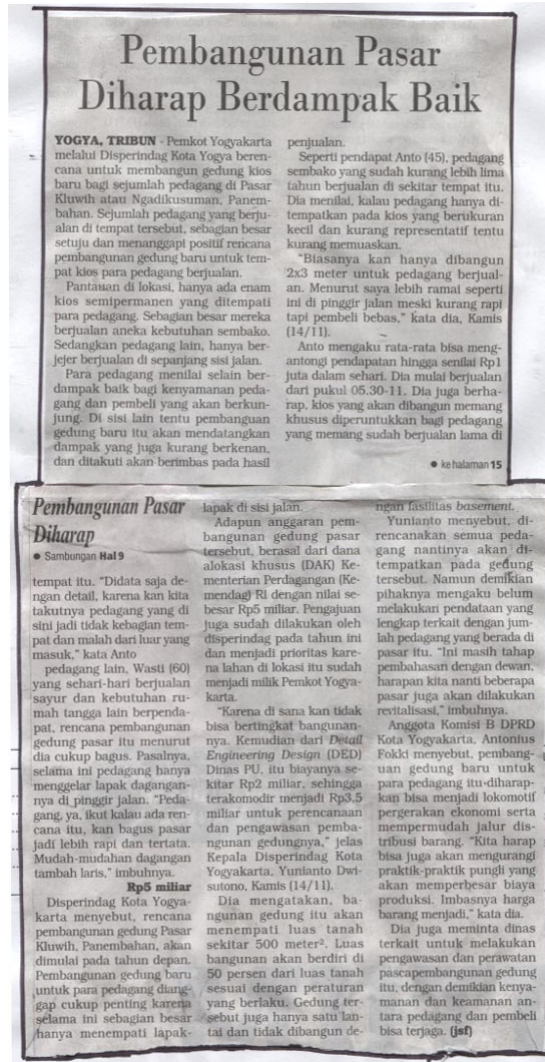 Pembangunan Pasar
Diharap Berdampak Baik
YOGYA, TRIBUN - Pemkot Yogyakarta
melalui Disperindag Kota Yogya beren-
cana untuk membangun gedung kios
baru bagi sejumlah pedagang di Pasar
Kluwih atau Ngadikusuman, Panem-
bahan. Sejumlah pedagang yang berju-
alan di tempat tersebut, sebagian besar
setuju dan menanggapi positif rencana
pembangunan gedung baru untuk tem-
pat kios para pedagang berjualan.
Pantauan di lokasi, hanya ada enam
kios semipermanen yang ditempati
para pedagang. Sebagian besar mereka
berjualan aneka kebutuhan sembako.
Sedangkan pedagang lain, hanya ber-
jejer berjualan di sepanjang sisi jalan.
Para pedagang menilai selain ber-
dampak baik bagi kenyamanan peda-
gang dan pembeli yang akan berkun-
jung. Di sisi lain tentu pembanguan
gedung baru itu akan mendatangkan
dampak yang juga kurang berkenan,
dan ditakuti akan berimbas pada hasil
penjualan.
Seperti pendapat Anto (45), pedagang
sembako yang sudah kurang lebih lima
tahun berjualan di sekitar tempat itu.
Dia menilai, kalau pedagang hanya di-
tempatkan pada kios yang berukuran
kecil dan kurang representatif tentu
kurang memuaskan.
"Biasanya kan hanya dibangun
2x3 meter untuk pedagang berjual-
an. Menurut saya lebih ramai seperti
ini di pinggir jalan meski kurang rapi
tapi pembeli bebas," kata dia, Kamis
(14/11).
Anto mengaku rata-rata bisa meng-
antongi pendapatan hingga senilai Rp1
juta dalam sehari. Dia mulai berjualan
dari pukul 05.30-11. Dia juga berha-
rap, kios yang akan dibangun memang
khusus diperuntukkan bagi pedagang
yang memang sudah berjualan lama di
● ke halaman 15
Pembangunan Pasar
Diharap
● Sambungan Hal 9
tempat itu. "Didata saja de-
ngan detail, karena kan kita
takutnya pedagang yang di
sini jadi tidak kebagian tem-
pat dan malah dari luar yang
masuk," kata Anto
pedagang lain, Wasti (60)
yang sehari-hari berjualan
sayur dan kebutuhan ru-
mah tangga lain berpenda-
pat, rencana pembangunan
gedung pasar itu menurut
dia cukup bagus. Pasalnya,
selama ini pedagang hanya
menggelar lapak dagangan-
nya di pinggir jalan. "Peda-
gang, ya, ikut kalau ada ren-
cana itu, kan bagus pasar
jadi lebih rapi dan tertata.
Mudah-mudahan dagangan
tambah laris," imbuhnya.
Rp5 miliar
Disperindag Kota Yogya-
karta menyebut, rencana
pembangunan gedung Pasar
Kluwih, Panembahan, akan
dimulai pada tahun depan.
Pembangunan gedung baru
untuk para pedagang diang-
gap cukup penting karena
selama ini sebagian besar
hanya menempati lapak-
lapak di sisi jalan.
Adapun anggaran pem-
bangunan gedung pasar
tersebut, berasal dari dana
alokasi khusus (DAK) Ke-
menterian Perdagangan (Ke-
mendag) Ri dengan nilai se-
besar Rp5 miliar. Pengajuan
juga sudah dilakukan oleh
disperindag pada tahun ini
dan menjadi prioritas kare-
na lahan di lokasi itu sudah
menjadi milik Pemkot Yogya-
karta.
"Karena di sana kan tidak
bisa bertingkat bangunan-
nya. Kemudian dari Detail
Engineering Design (DED)
Dinas PU, itu biayanya se-
kitar Rp2 miliar, sehingga
terakomodir menjadi Rp3,5
miliar untuk perencanaan
dan pengawasan pemba-
ngunan gedungnya," jelas
Kepala Disperindag Kota
Yogyakarta, Yunianto Dwi-
sutono, Kamis (14/11).
Dia mengatakan, ba-
ngunan gedung itu akan
menempati luas tanah
sekitar 500 meter². Luas
bangunan akan berdiri di
50 persen dari luas tanah
sesuai dengan peraturan
yang berlaku. Gedung ter-
sebut juga hanya satu lan-
tai dan tidak dibangun de-
ngan fasilitas basement.
Yunianto menyebut, di-
rencanakan semua peda-
gang nantinya akan di-
tempatkan pada gedung
tersebut. Namun demikian
pihaknya mengaku belum
melakukan pendataan yang
lengkap terkait dengan jum-
lah pedagang yang berada di
pasar itu. "Ini masih tahap
pembahasan dengan dewan,
harapan kita nanti beberapa
pasar juga akan dilakukan
revitalisasi," imbuhnya.
Anggota Komisi B DPRD
Kota Yogyakarta, Antonius
Fokki menyebut, pembang-
uan gedung baru untuk
para pedagang itu diharap-
kan bisa menjadi lokomotif
pergerakan ekonomi serta
mempermudah jalur dis-
tribusi barang. "Kita harap
bisa juga akan mengurangi
praktik-praktik pungli yang
akan memperbesar biaya
produksi. Imbasnya harga
barang menjadi," kata dia.
Dia juga meminta dinas
terkait untuk melakukan
pengawasan dan perawatan
pascapembangunan gedung
itu, dengan demikian kenya-
manan dan keamanan an-
tara pedagang dan pembeli
bisa terjaga. (jsf)